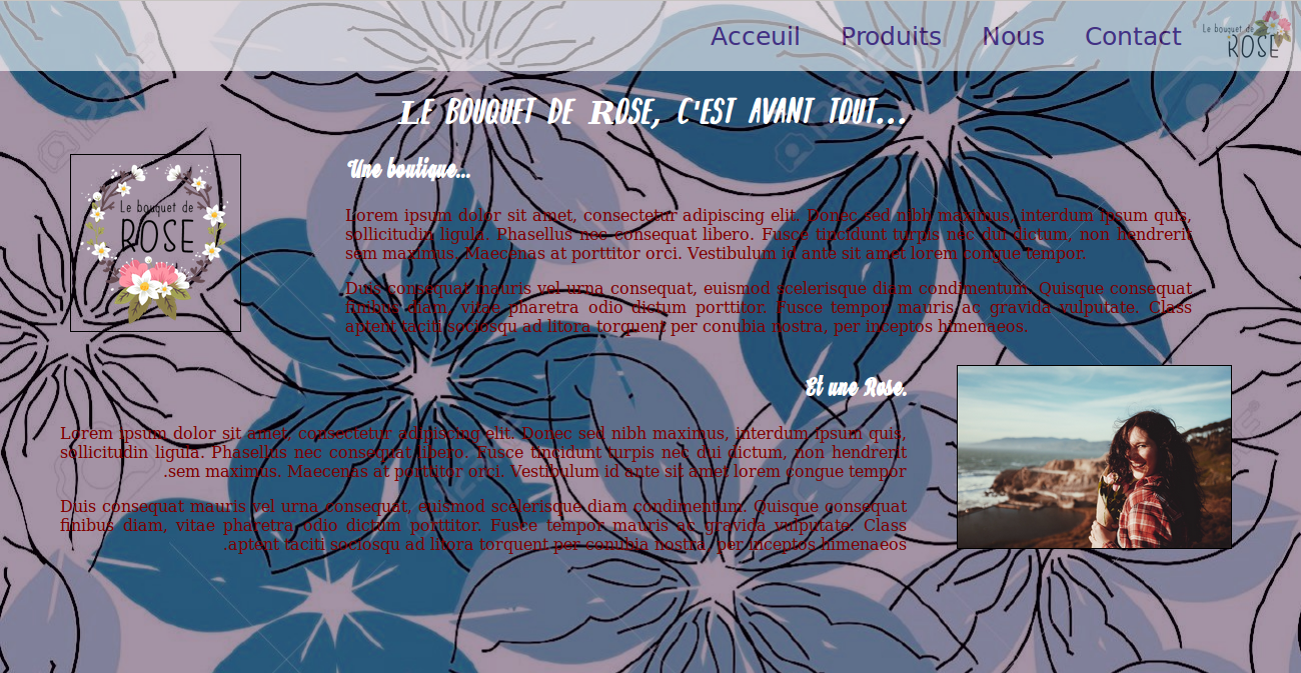 Acceuil Produits Nous Contact
Le bouquet de
ROSE
Le bouquet de Rose, c'est avant tout...
Une boutique...
Le bouquet de
ROSE
Lorem ipsum dolor sit amet, consectetur adipiscing elit. Donec sed nibh maximus, interdum ipsum quis,
sollicitudin ligula. Phasellus nec consequat libero. Fusce tincidunt turpis nec dui dictum, non hendrerit
sem maximus. Maecenas at porttitor orci. Vestibulum id ante sit amet lorem congue tempor.
Duis consequat mauris vel urna consequat, euismod scelerisque diam condimentum. Quisque consequat
finibus diam, vitae pharetra odio dictum porttitor. Fusce tempor mauris ac gravida vulputate. Class
aptent taciti sociosqu ad litora torquent per conubia nostra, per inceptos himenaeos.
Et une Rose.
Lorem ipsum dolor sit amet, consectetur adipiscing elit. Donec sed nibh maximus, interdum ipsum quis,
sollicitudin ligula. Phasellus nec consequat libero. Fusce tincidunt turpis nec dui dictum, non hendrerit
.sem maximus. Maecenas at porttitor orci. Vestibulum id ante sit amet lorem congue tempor
Duis consequat mauris vel urna consequat, euismod scelerisque diam condimentum. Quisque consequat
finibus diam, vitae pharetra odio dictum porttitor. Fusce tempor mauris ac gravida vulputate. Class
.aptent taciti sociosqu ad litora torquent per conubia nostra, per inceptos himenaeos